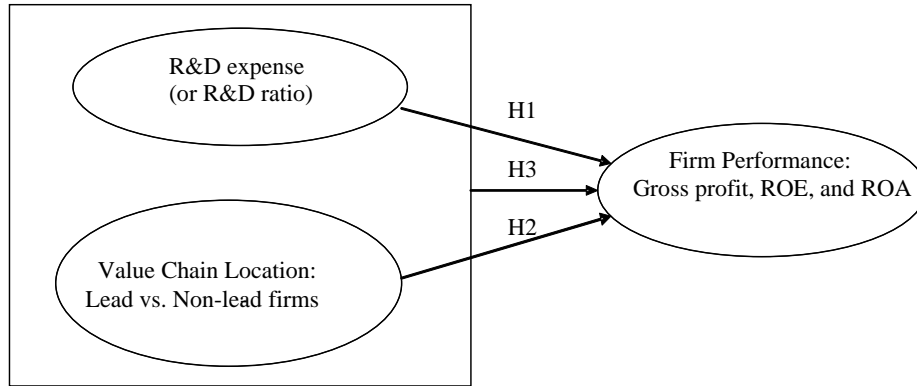 R&D expense
(or R&D ratio)
H1
H3
H2
Firm Performance:
Gross profit, ROE, and ROA
Value Chain Location:
Lead vs. Non-lead firms